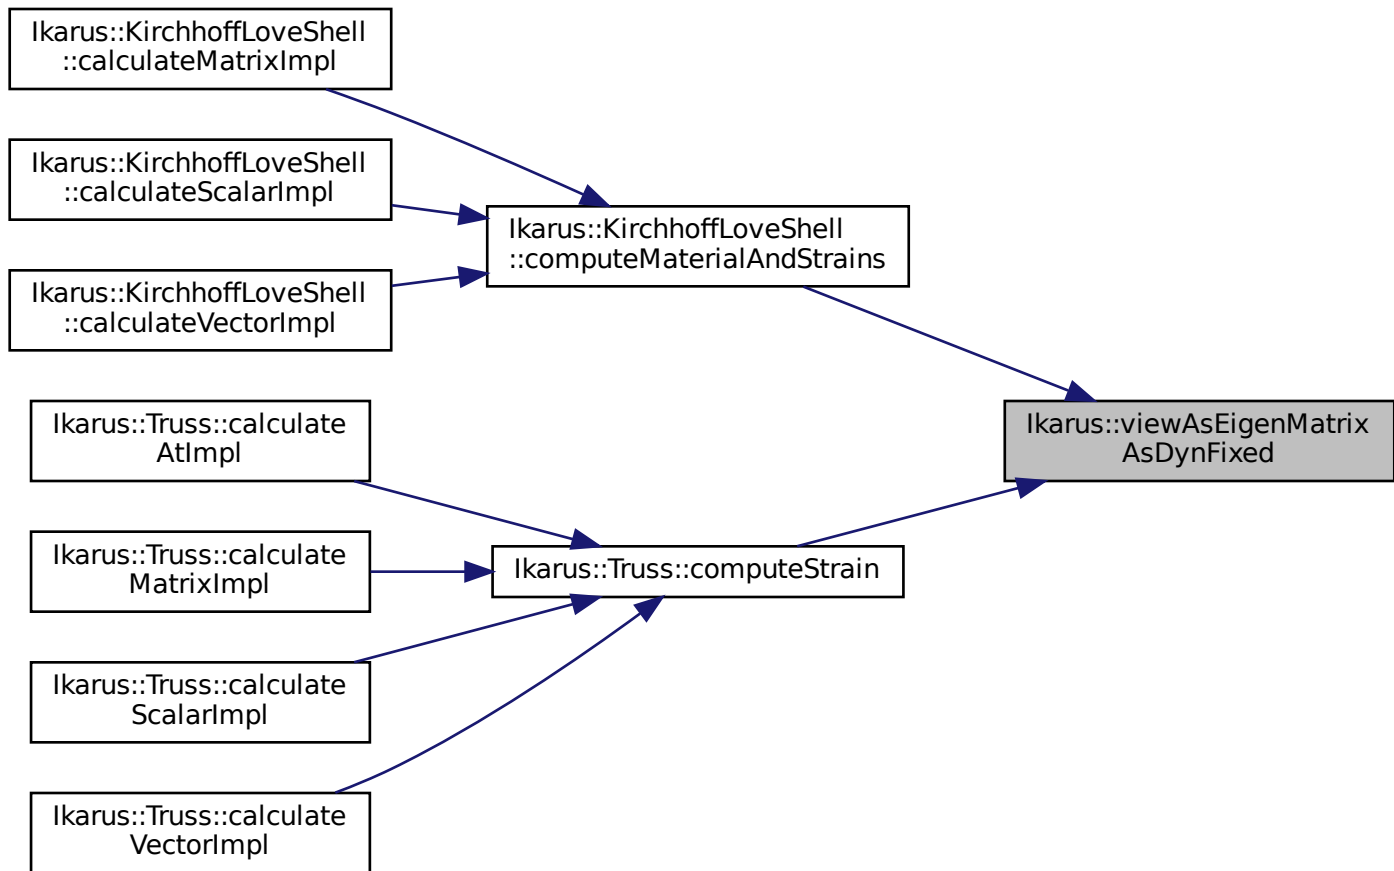 Ikarus::KirchhoffLoveShell
::calculateMatrixImpl
Ikarus::KirchhoffLoveShell
::calculateScalarImpl
Ikarus::KirchhoffLoveShell
::calculateVectorImpl
Ikarus::KirchhoffLoveShell
::computeMaterialAndStrains
Ikarus::Truss::calculate
AtImpl
Ikarus::Truss::calculate
MatrixImpl
Ikarus::Truss::calculate
ScalarImpl
Ikarus::Truss::calculate
VectorImpl
Ikarus::Truss::computeStrain
Ikarus::viewAsEigenMatrix
AsDynFixed